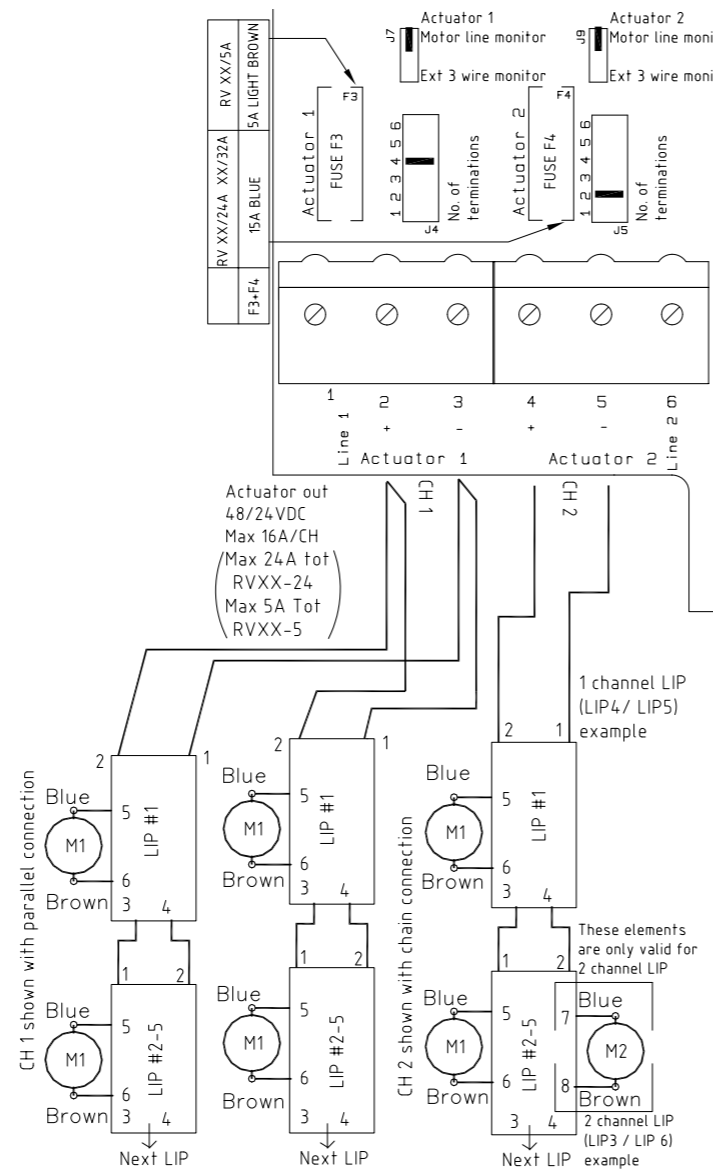 Actuator 1
Motor line monitor
Ext 3 wire monitor
J7
Actuator 2
Motor line moni
Ext 3 wire moni
J9
RV XX/5A
5A LIGHT BROWN
RV XX/24A XX/32A
15A BLUE
F3+F4
Actuator 1
FUSE F3
F3
1 2 3 4 5 6
No. of
terminations
J4
Actuator 2
FUSE F4
F4
1 2 3 4 5 6
No. of
terminations
J5
1 2 3 4 5 6
Line 1 + - + - Line 2
Actuator 1 Actuator 2
CH 1 CH 2
Actuator out
48/24VDC
Max 16A/CH
(Max 24A tot
RVXX-24
Max 5A Tot
RVXX-5)
1 channel LIP
(LIP4/ LIP5)
example
CH 1 shown with parallel connection
2 1
Blue
5
M1
LIP #1
6
Brown
3 4
1 2
Blue
5
M1
LIP #2-5
6
Brown
3 4
Next LIP
2 1
Blue
5
M1
LIP #1
6
Brown
3 4
1 2
Blue
5
M1
LIP #2-5
6
Brown
3 4
Next LIP
CH 2 shown with chain connection
2 1
Blue
5
M1
LIP #1
6
Brown
3 4
These elements
are only valid for
2 channel LIP
1 2
Blue
5
M1
LIP #2-5
6
Brown
3 4
Next LIP
7
Blue
M2
8
Brown
2 channel LIP
(LIP3 / LIP 6)
example